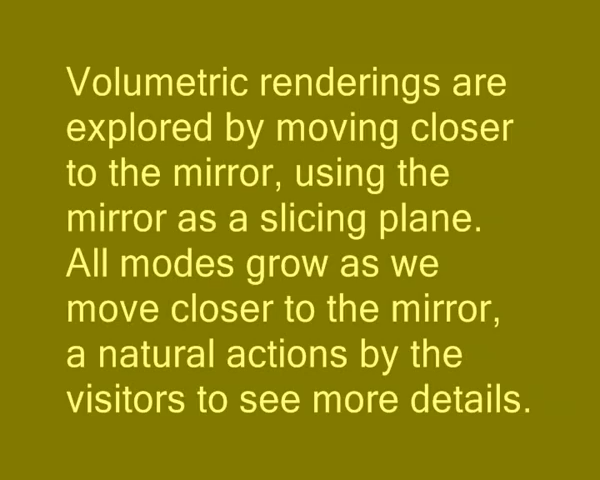 Volumetric renderings are
explored by moving closer
to the mirror, using the
mirror as a slicing plane.
All modes grow as we
move closer to the mirror,
a natural actions by the
visitors to see more details.